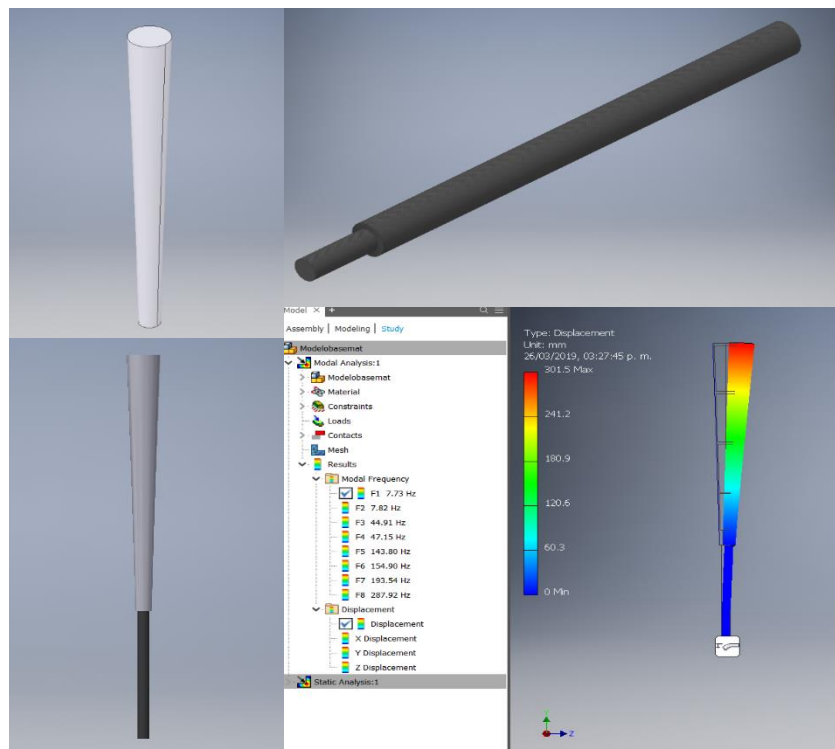 Model × +
Assembly | Modeling | Study
Modelobasemat
Modal Analysis:1
Modelobasemat
Material
Constraints
Loads
Contacts
Mesh
Results
Modal Frequency
F1 7.73 Hz
F2 7.82 Hz
F3 44.91 Hz
F4 47.15 Hz
F5 143.80 Hz
F6 154.90 Hz
F7 193.54 Hz
F8 287.92 Hz
Displacement
Displacement
X Displacement
Y Displacement
Z Displacement
Static Analysis:1
Type: Displacement
Unit: mm
26/03/2019, 03:27:45 p. m.
301.5 Max
241.2
180.9
120.6
60.3
0 Min
Z